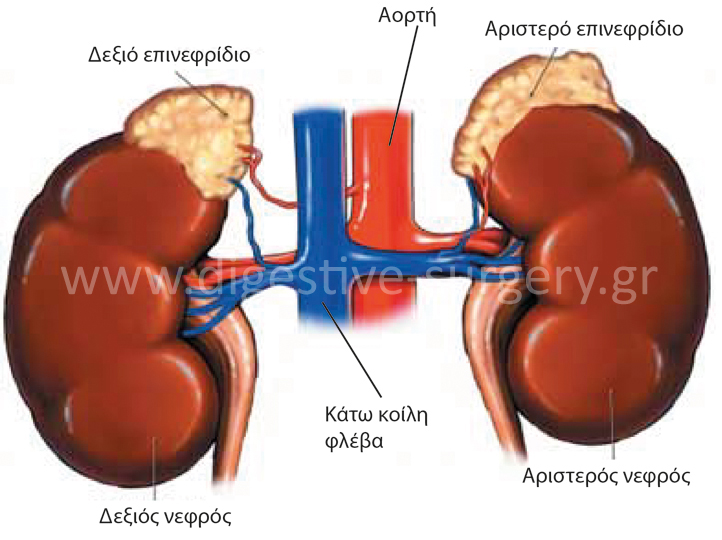 Αορτή
Αριστερό επινεφρίδιο
Δεξιό επινεφρίδιο
www.digestive-surgery.gr
Κάτω κοίλη
φλέβα
Αριστερός νεφρός
Δεξιός νεφρός